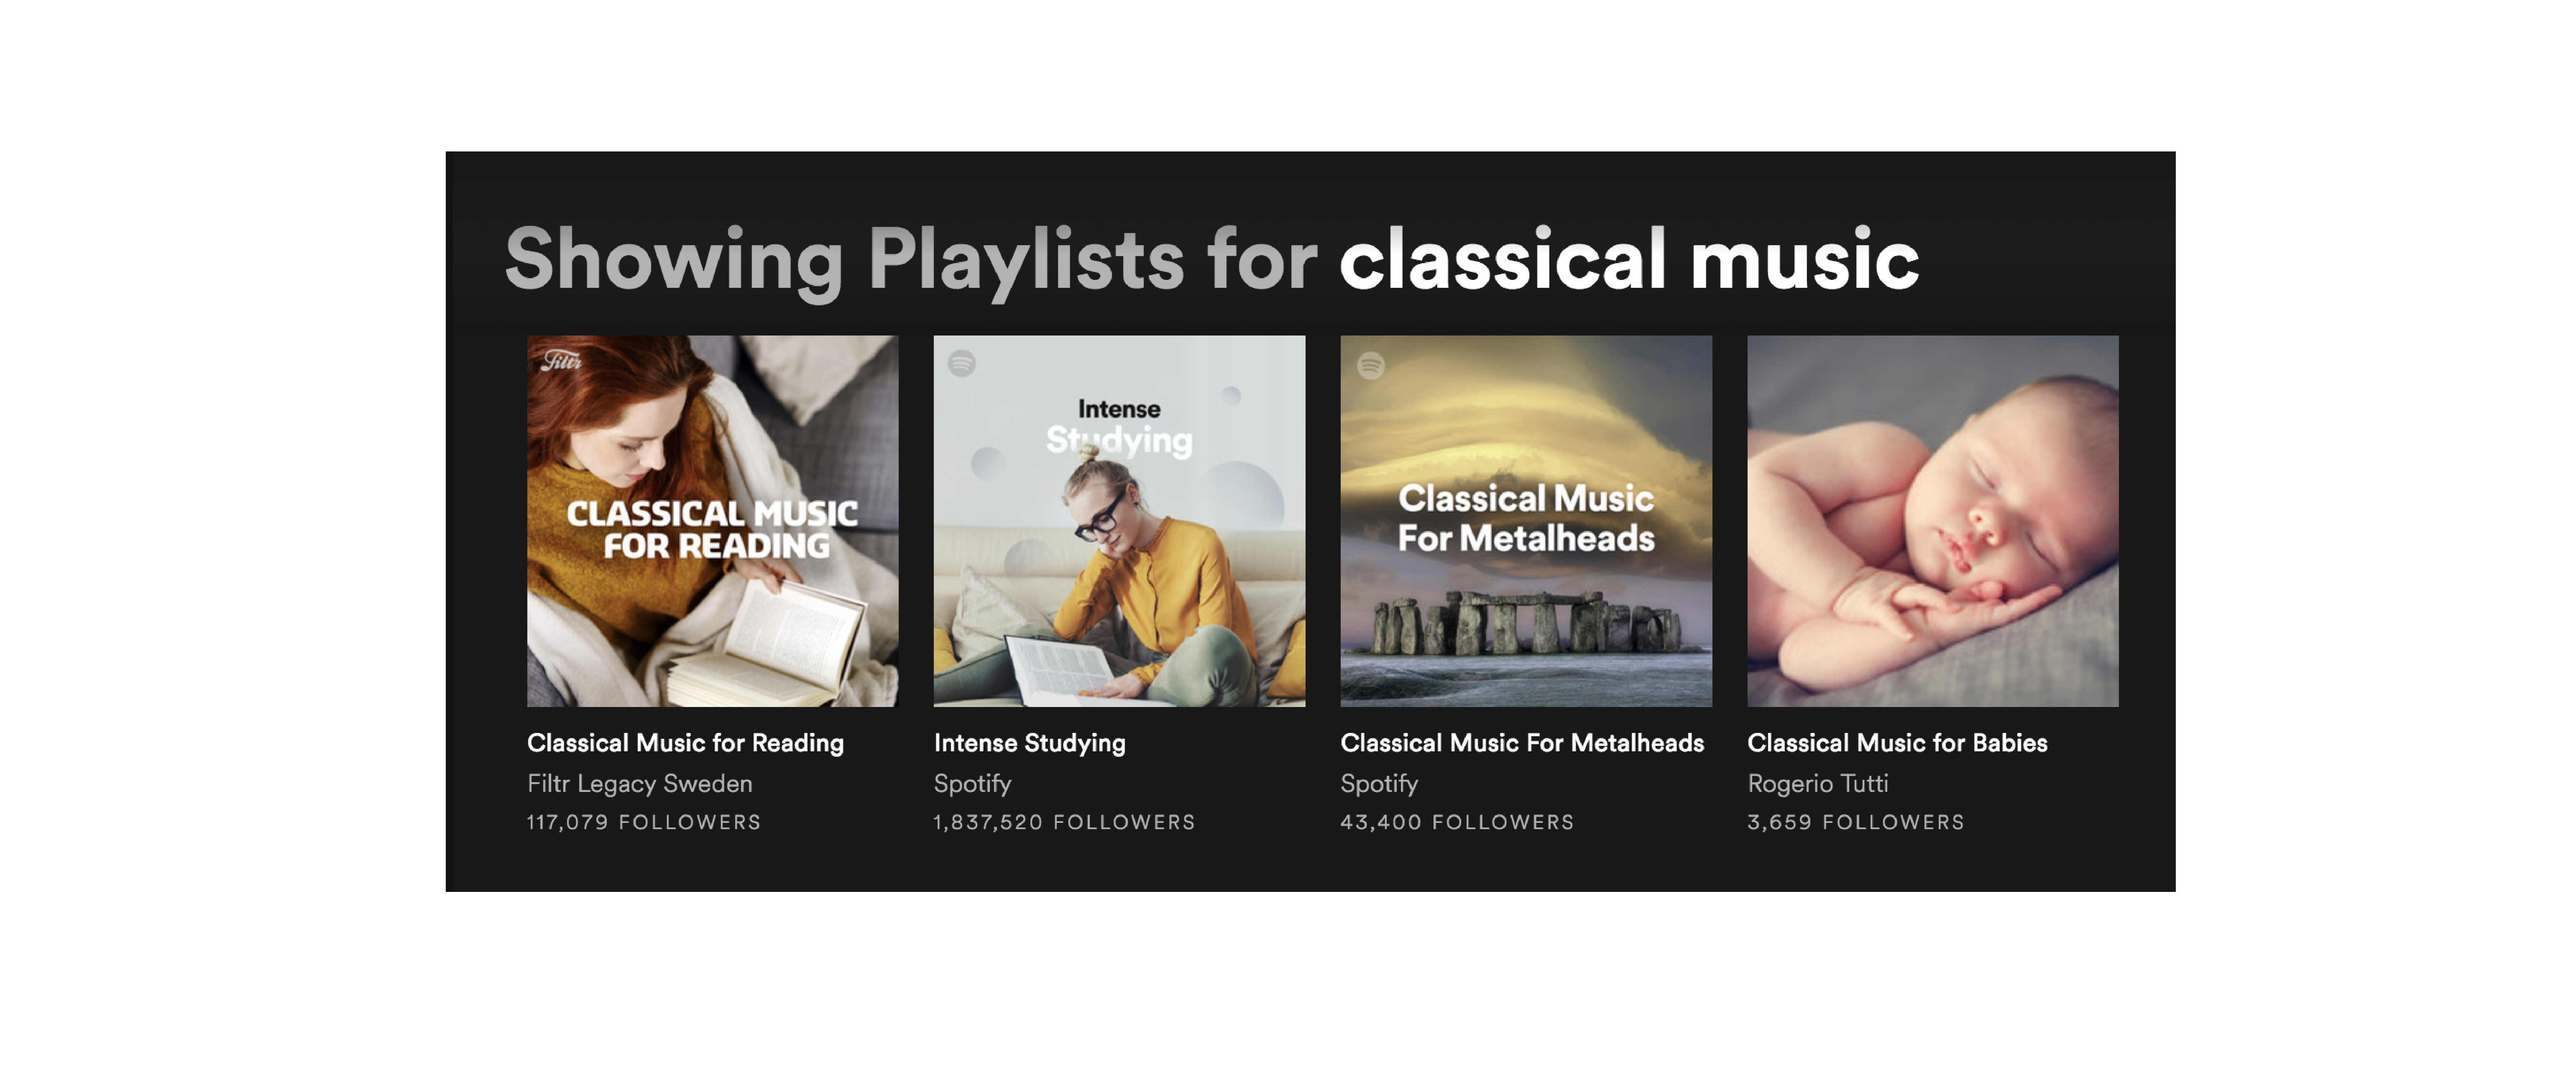 Showing Playlists for classical music
Filtr
CLASSICAL MUSIC
FOR READING
Intense
Studying
Classical Music
For Metalheads
Classical Music for Reading
Filtr Legacy Sweden
117,079 FOLLOWERS
Intense Studying
Spotify
1,837,520 FOLLOWERS
Classical Music For Metalheads
Spotify
43,400 FOLLOWERS
Classical Music for Babies
Rogerio Tutti
3,659 FOLLOWERS